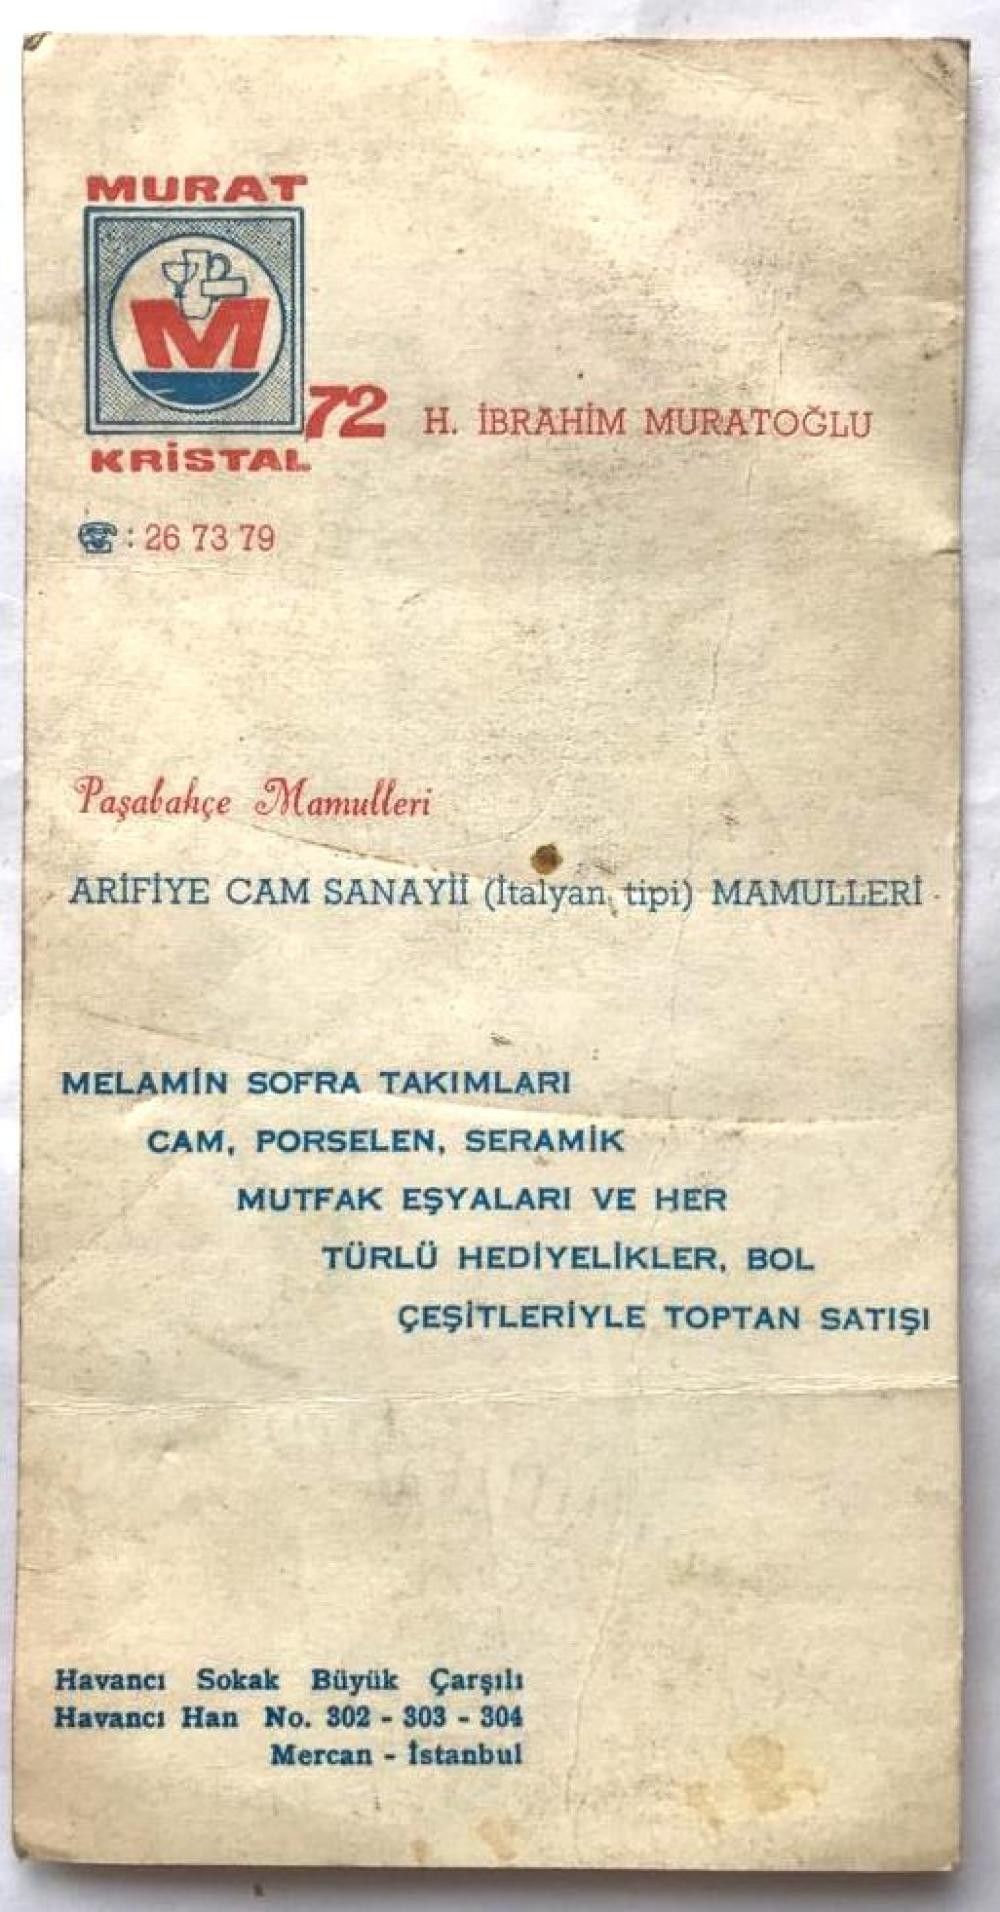 MURAT
M
72 H. İBRAHİM MURATOĞLU
KRİSTAL
☎ : 26 73 79
Paşabahçe Mamulleri
ARİFİYE CAM SANAYİİ (İtalyan tipi) MAMULLERİ
MELAMİN SOFRA TAKIMLARI
CAM, PORSELEN, SERAMİK
MUTFAK EŞYALARI VE HER
TÜRLÜ HEDİYELİKLER, BOL
ÇEŞİTLERİYLE TOPTAN SATIŞI
Havancı Sokak Büyük Çarşılı
Havancı Han No. 302 - 303 - 304
Mercan - İstanbul